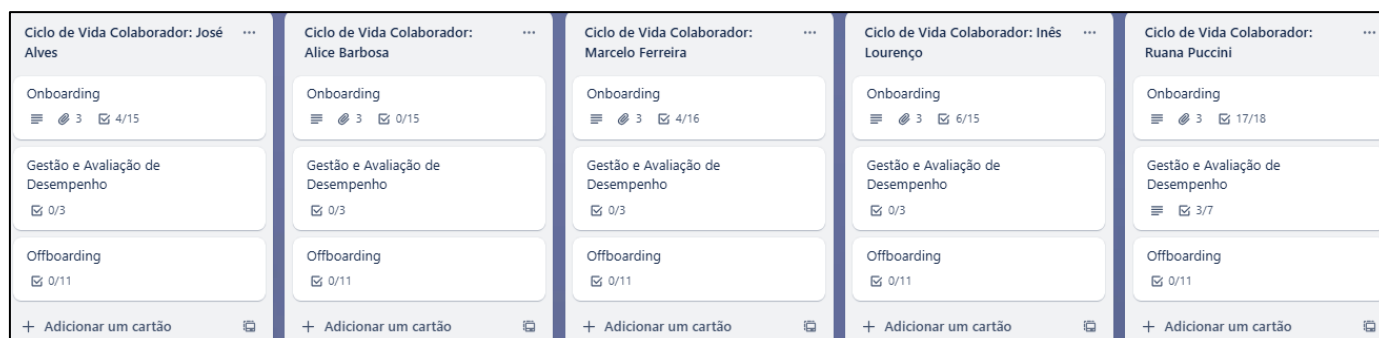 Ciclo de Vida Colaborador: José
Alves
Onboarding
3 4/15
Gestão e Avaliação de
Desempenho
0/3
Offboarding
0/11
+ Adicionar um cartão
Ciclo de Vida Colaborador:
Alice Barbosa
Onboarding
3 0/15
Gestão e Avaliação de
Desempenho
0/3
Offboarding
0/11
+ Adicionar um cartão
Ciclo de Vida Colaborador:
Marcelo Ferreira
Onboarding
3 4/16
Gestão e Avaliação de
Desempenho
0/3
Offboarding
0/11
+ Adicionar um cartão
Ciclo de Vida Colaborador: Inês
Lourenço
Onboarding
3 6/15
Gestão e Avaliação de
Desempenho
0/3
Offboarding
0/11
+ Adicionar um cartão
Ciclo de Vida Colaborador:
Ruana Puccini
Onboarding
3 17/18
Gestão e Avaliação de
Desempenho
3/7
Offboarding
0/11
+ Adicionar um cartão